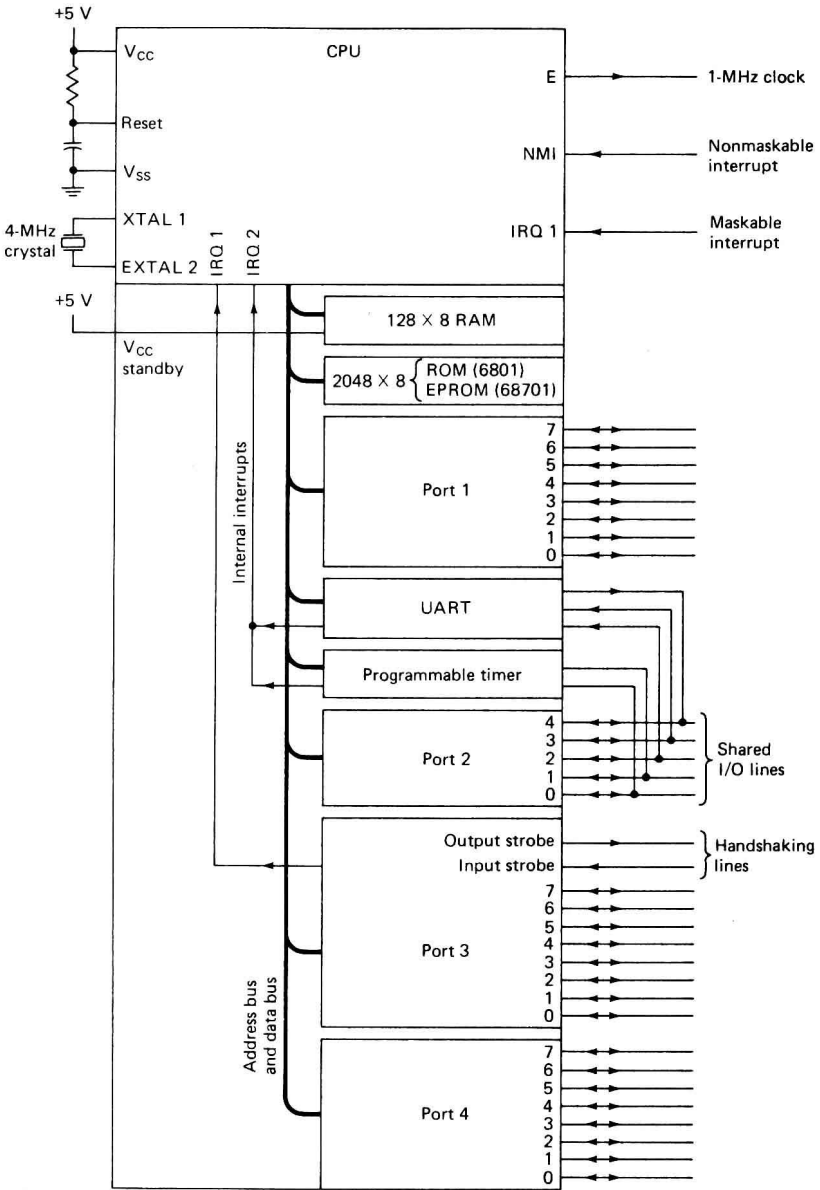 +5 V
V_CC
CPU
E
1-MHz clock
Reset
NMI
Nonmaskable
interrupt
V_SS
XTAL 1
4-MHz
crystal
EXTAL 2
IRQ 1
IRQ 2
IRQ 1
Maskable
interrupt
+5 V
V_CC
standby
128 × 8 RAM
2048 × 8
ROM (6801)
EPROM (68701)
Internal interrupts
Port 1
7
6
5
4
3
2
1
0
UART
Programmable timer
Port 2
4
3
2
1
0
Shared
I/O lines
Output strobe
Input strobe
Handshaking
lines
Port 3
7
6
5
4
3
2
1
0
Address bus
and data bus
Port 4
7
6
5
4
3
2
1
0